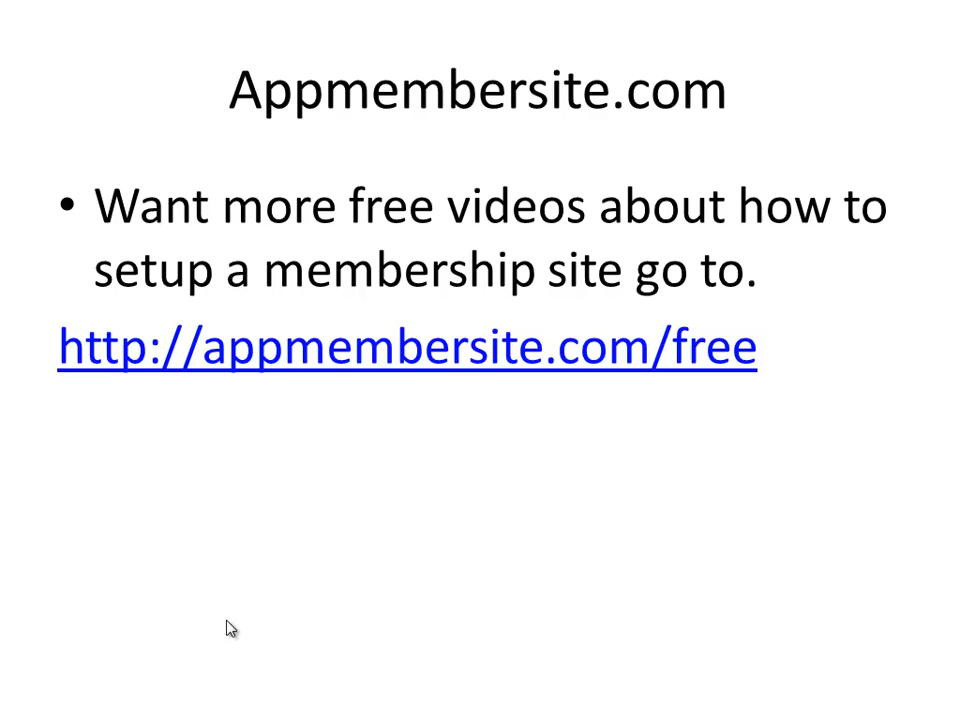 Appmembersite.com
• Want more free videos about how to
setup a membership site go to.
http://appmembersite.com/free